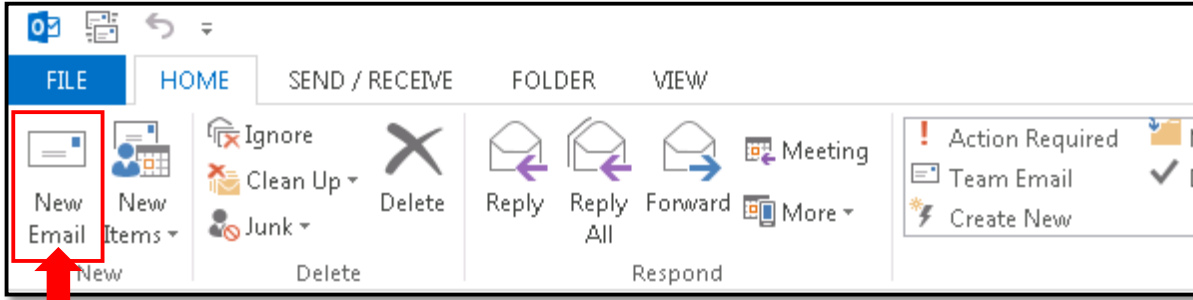 FILE HOME SEND / RECEIVE FOLDER VIEW
New
Email
New
Items
Ignore
Clean Up
Junk
Delete
Reply
Reply
All
Forward
Meeting
More
Action Required
Team Email
Create New
New
Delete
Respond